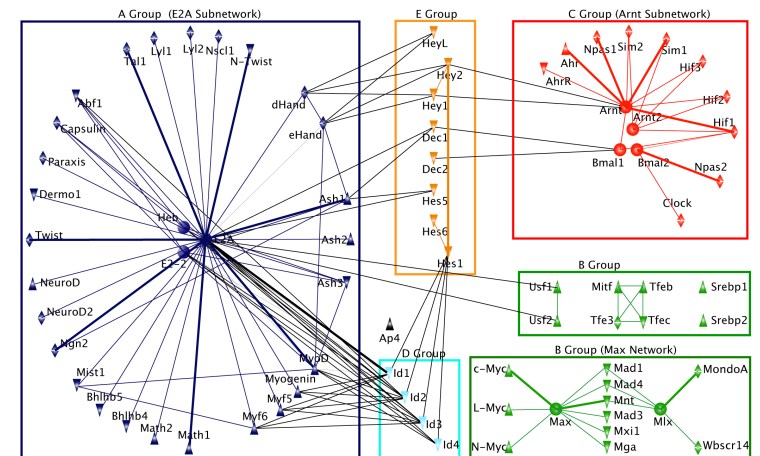 A Group (E2A Subnetwork)
E Group
C Group (Arnt Subnetwork)
Tal1
Lyl1
Lyl2
Nscl1
N-Twist
Abf1
Capsulin
Paraxis
Dermo1
Twist
NeuroD
NeuroD2
Ngn2
Mist1
Bhlhb5
Bhlhb4
Math2
Math1
Heb
E2A
E2-2
dHand
eHand
Ash1
Ash2
Ash3
MyoD
Myogenin
Myf5
Myf6
HeyL
Hey2
Hey1
Dec1
Dec2
Hes5
Hes6
Hes1
Ap4
D Group
Id1
Id2
Id3
Id4
AhrR
Ahr
Npas1
Sim2
Sim1
Hif3
Hif2
Hif1
Arnt
Arnt2
Bmal1
Bmal2
Npas2
Clock
B Group
Usf1
Mitf
Tfeb
Srebp1
Usf2
Tfe3
Tfec
Srebp2
B Group (Max Network)
c-Myc
L-Myc
N-Myc
Max
Mad1
Mad4
Mnt
Mad3
Mxi1
Mga
Mlx
MondoA
Wbscr14